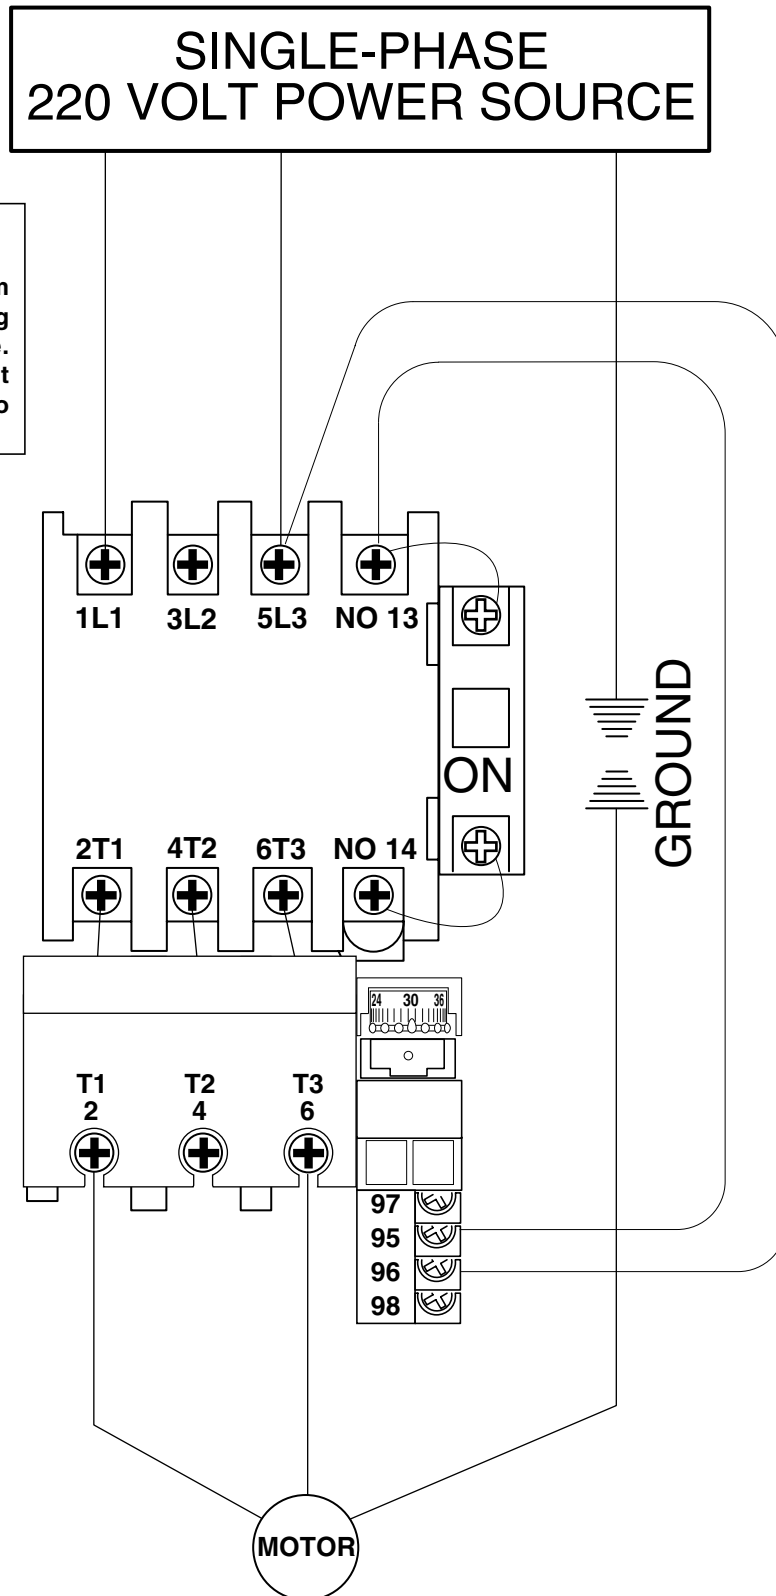 SINGLE-PHASE
220 VOLT POWER SOURCE
1L1 3L2 5L3 NO 13
ON
GROUND
2T1 4T2 6T3 NO 14
24 30 36
T1 T2 T3
2 4 6
97
95
96
98
MOTOR